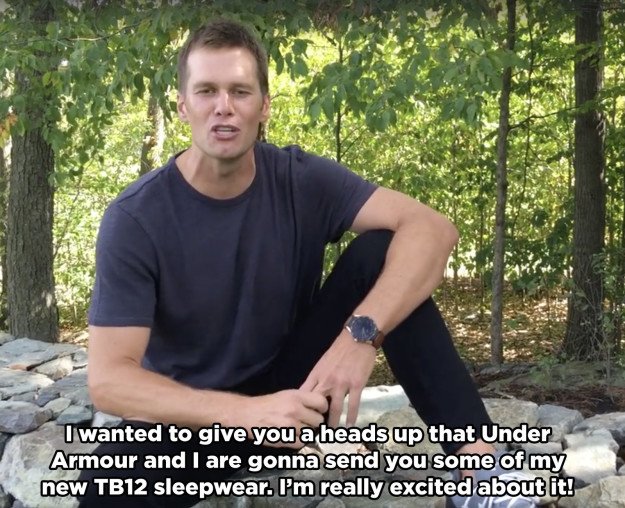 I wanted to give you a heads up that Under
Armour and I are gonna send you some of my
new TB12 sleepwear. I'm really excited about it!